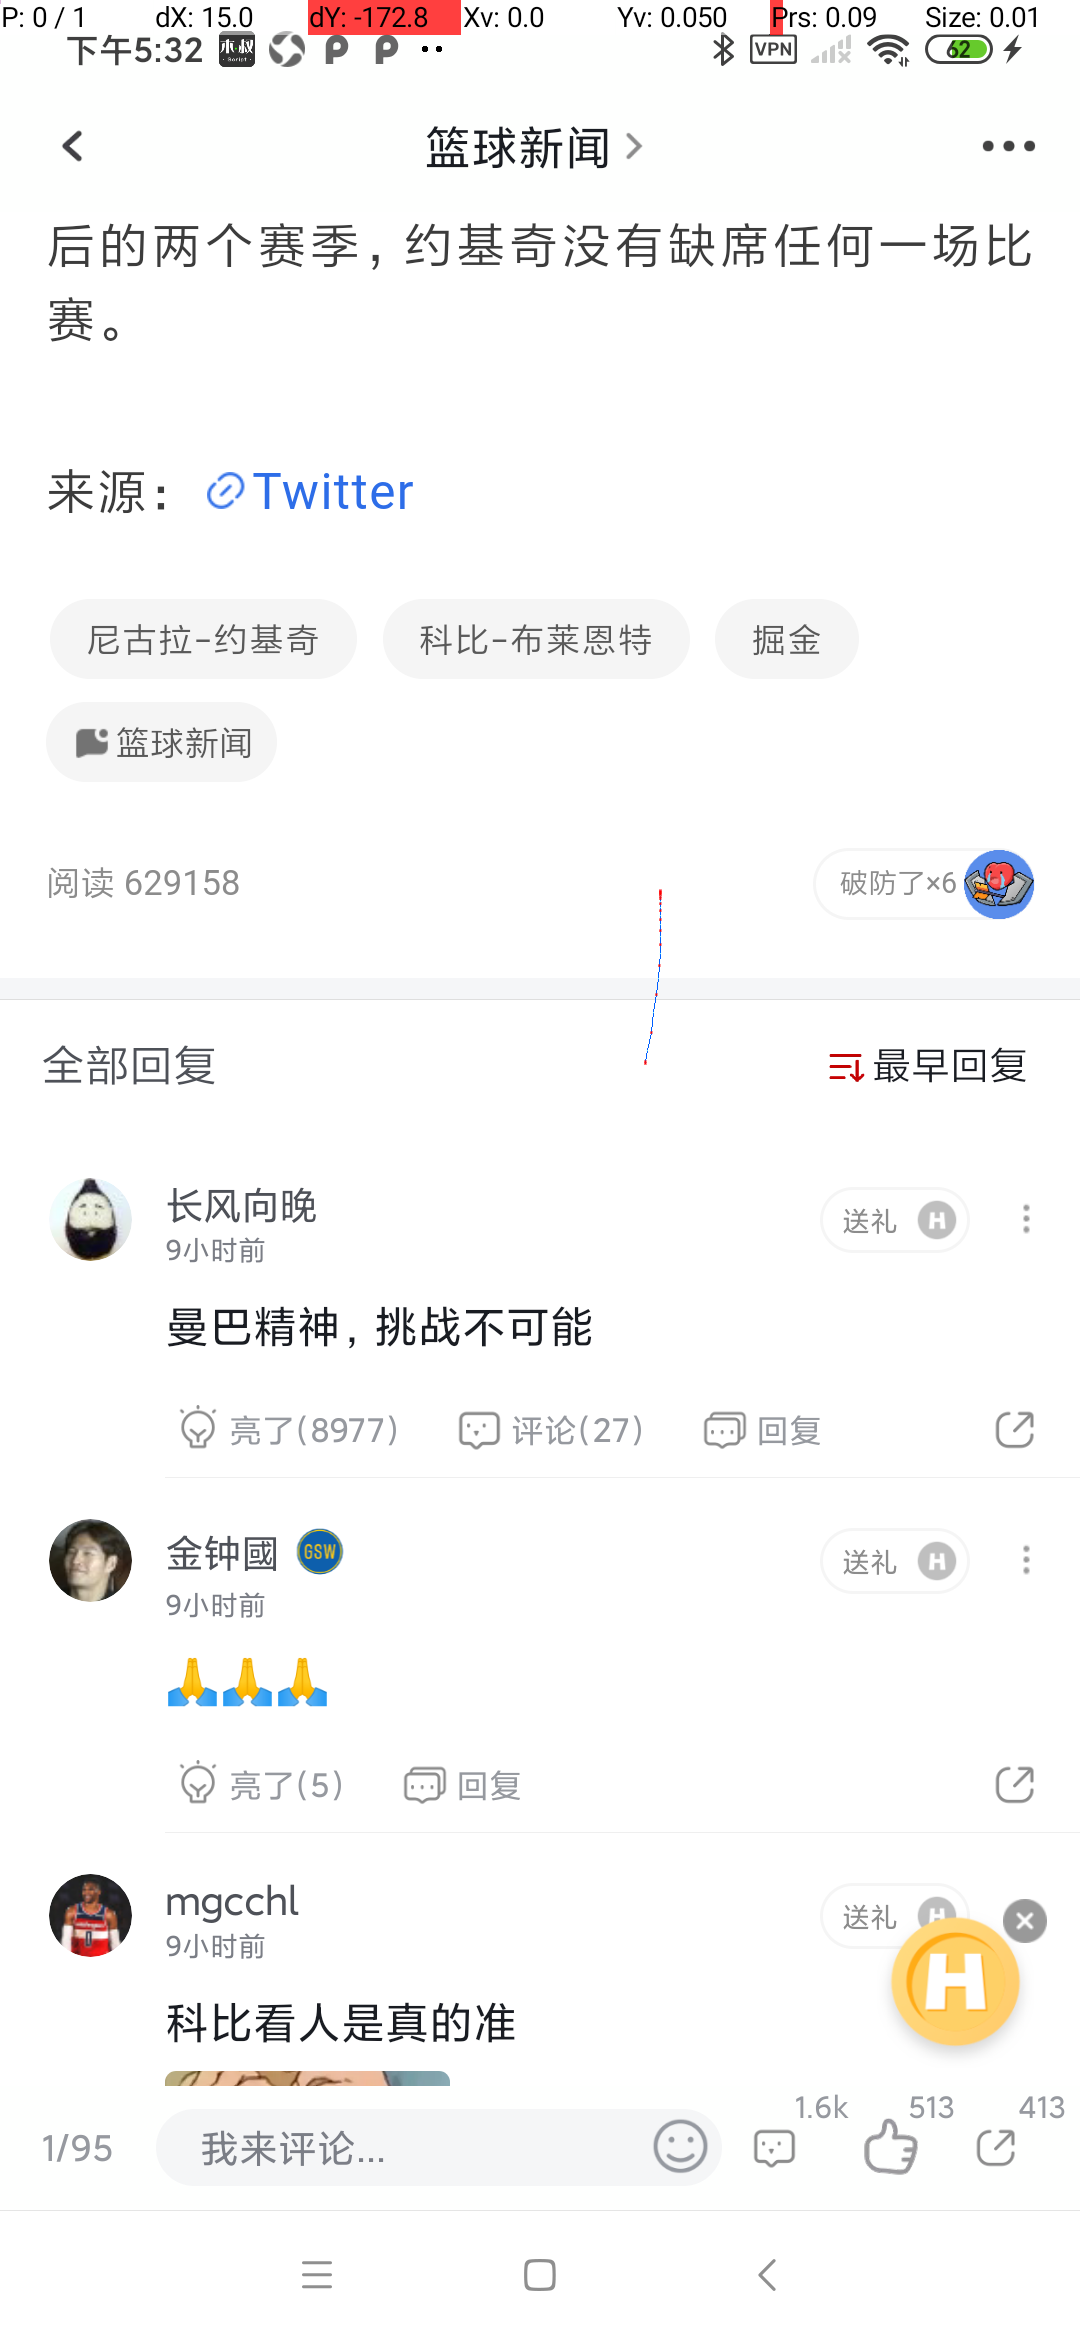 P: 0 / 1 dX: 15.0 dY: -172.8 Xv: 0.0 Yv: 0.050 Prs: 0.09 Size: 0.01
下午5:32 VPN 62
篮球新闻
后的两个赛季，约基奇没有缺席任何一场比
赛。
来源： Twitter
尼古拉-约基奇 科比-布莱恩特 掘金
篮球新闻
阅读 629158 破防了×6
全部回复 最早回复
长风向晚 送礼 H
9小时前
曼巴精神，挑战不可能
亮了(8977) 评论(27) 回复
金钟國 GSW 送礼 H
9小时前
🙏🙏🙏
亮了(5) 回复
mgcchl 送礼 H
9小时前
H
科比看人是真的准
1/95 我来评论... 1.6k 513 413